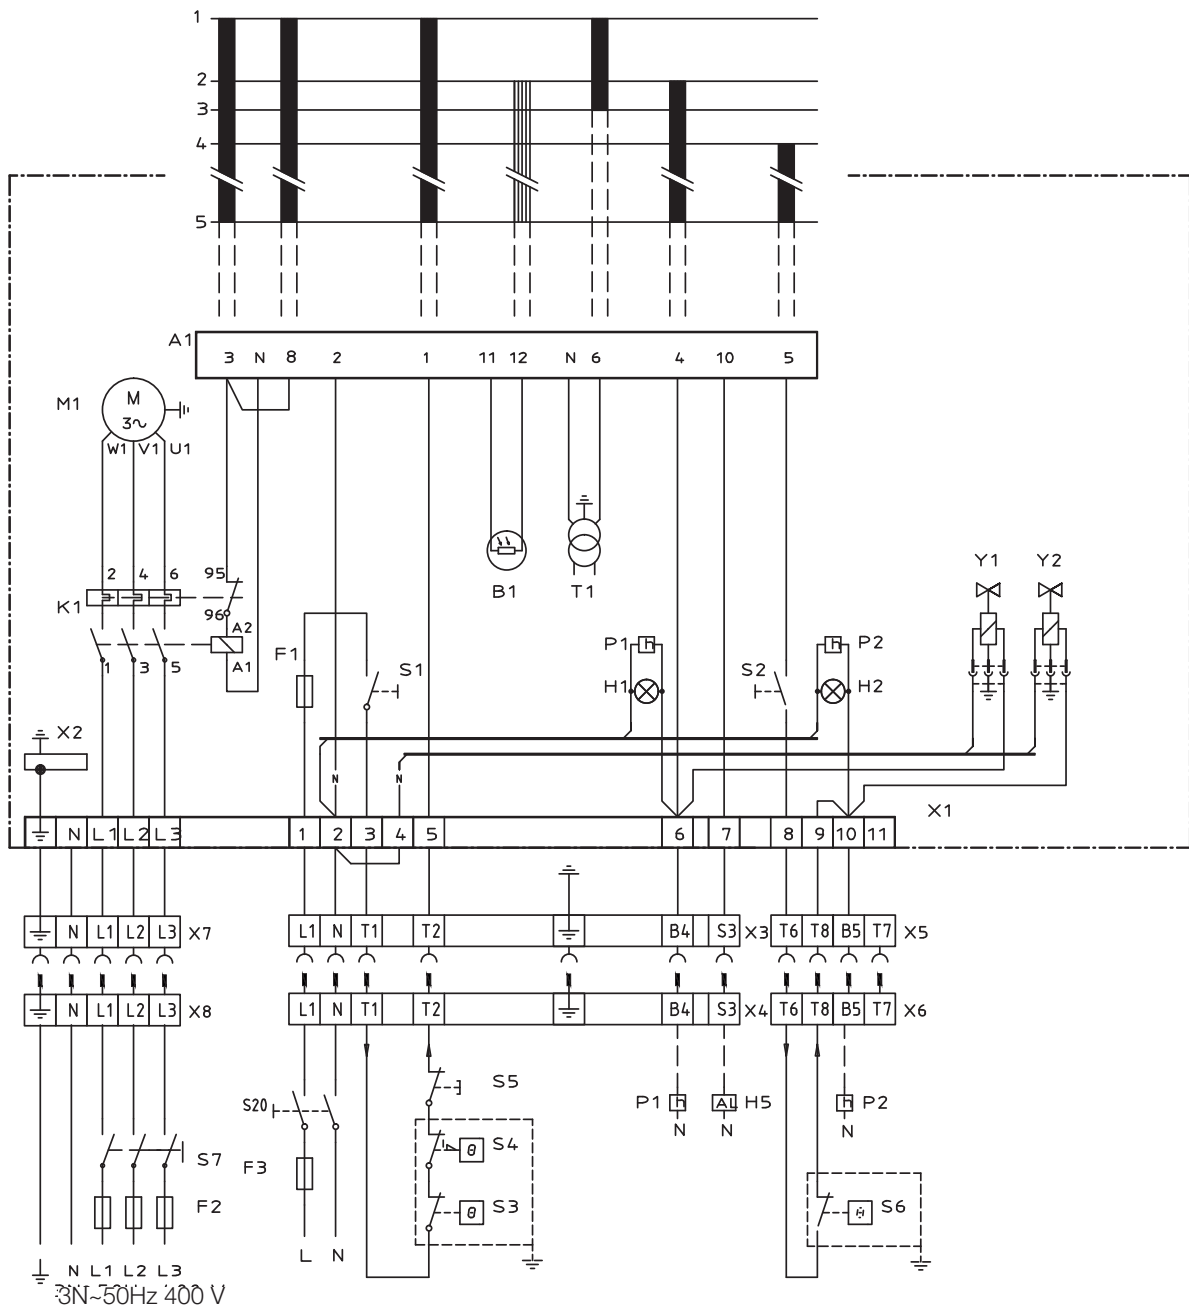 1
2
3
4
5
A1
3 N 8 2 1 11 12 N 6 4 10 5
M1
M
3~
W1 V1 U1
B1
T1
Y1 Y2
2 4 6 95
K1
96
A2
A1
1 3 5
F1
S1
P1
H1
S2
P2
H2
X2
N N
X1
N L1 L2 L3 1 2 3 4 5 6 7 8 9 10 11
N L1 L2 L3 X7 L1 N T1 T2 B4 S3 X3 T6 T8 B5 T7 X5
N L1 L2 L3 X8 L1 N T1 T2 B4 S3 X4 T6 T8 B5 T7 X6
S5
S20
P1 h AL H5 h P2
N N N
S4
θ
S7
F3
F2
S3
θ
S6
L N
N L1 L2 L3
3N~50Hz 400 V